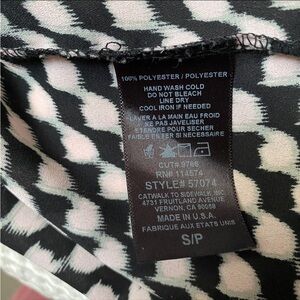 100% POLYESTER / POLYESTER
HAND WASH COLD
DO NOT BLEACH
LINE DRY
COOL IRON IF NEEDED
LAVER A LA MAIN EAU FROID
NE PAS JAVELISER
ETENDRE POUR SECHER
FAISAIS FROID
CUT# 9766
RN# 114574
STYLE# 57074
CATWALK TO SIDEWALK, INC
4731 FRUITLAND AVENUE
VERNON, CA 90058
MADE IN U.S.A.
FABRIQUE AUX ETATS UNIS
S/P